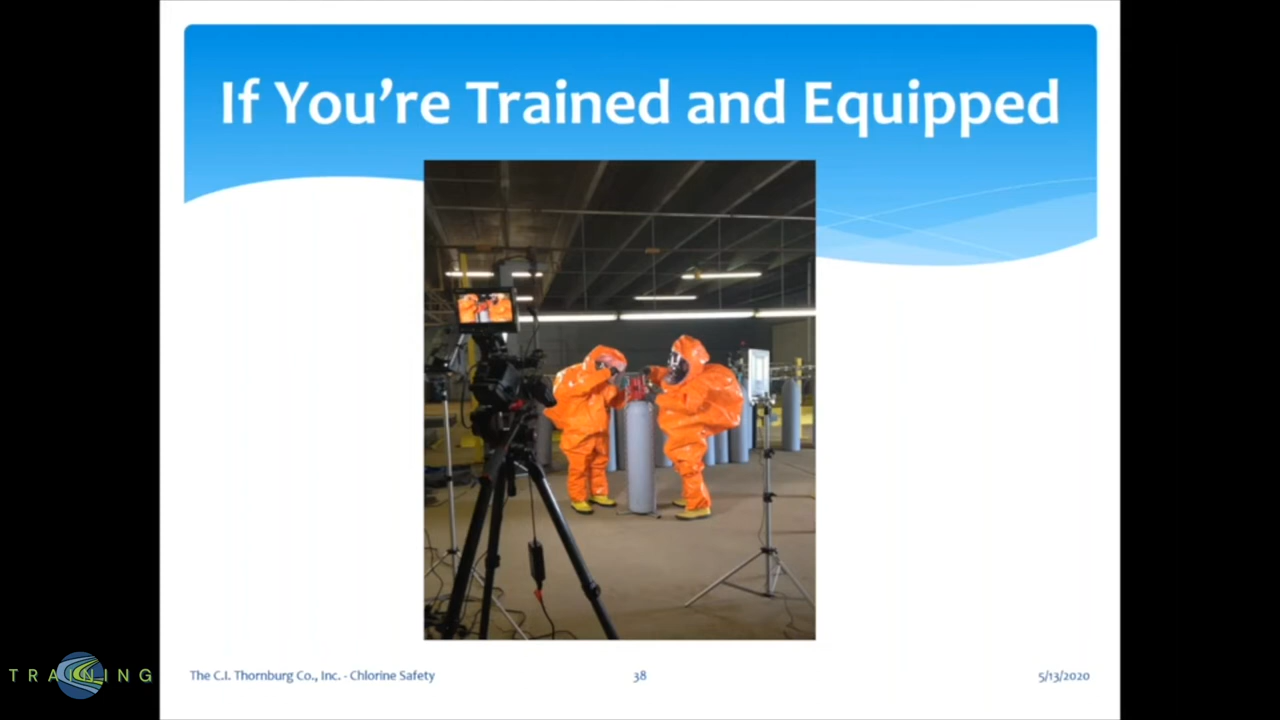 If You're Trained and Equipped
TRAINING
The C.I. Thornburg Co., Inc. - Chlorine Safety
38
5/13/2020